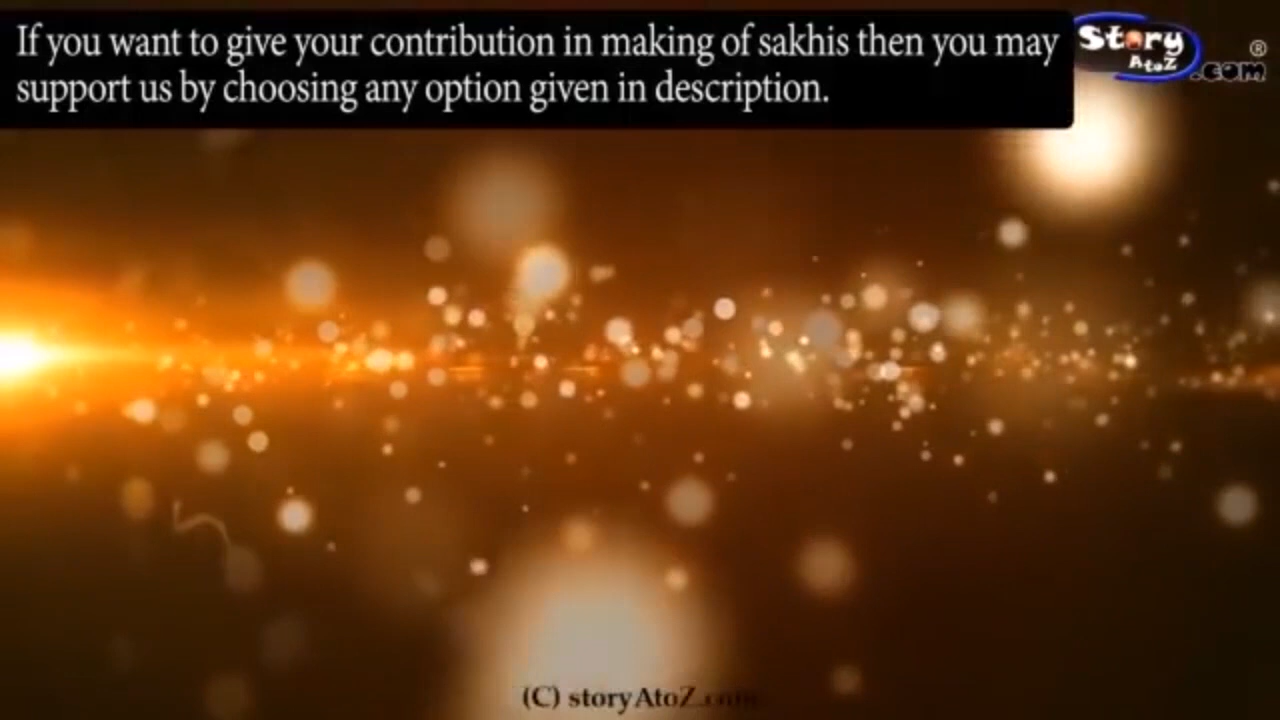 If you want to give your contribution in making of sakhis then you may
support us by choosing any option given in description.
Story
AtoZ
.com ®
(C) storyAtoZ.com